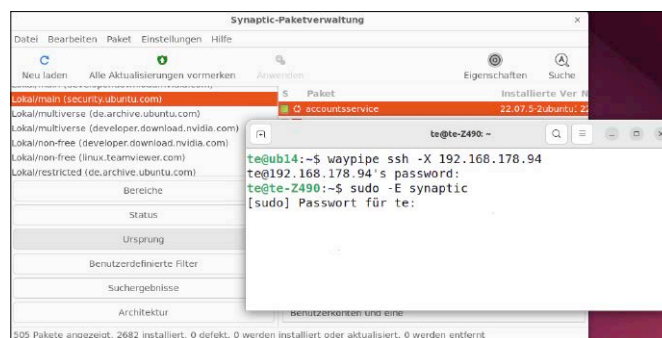 Synaptic-Paketverwaltung
Datei Bearbeiten Paket Einstellungen Hilfe
Neu laden Alle Aktualisierungen vormerken Anwenden Eigenschaften Suche
S Paket Installierte Ver N
Lokal/main (security.ubuntu.com)
accountsservice 22.07.5-2ubuntu:
Lokal/multiverse (de.archive.ubuntu.com)
Lokal/multiverse (developer.download.nvidia.com)
Lokal/non-free (developer.download.nvidia.com)
Lokal/non-free (linux.teamviewer.com)
Lokal/restricted (de.archive.ubuntu.com)
Bereiche
Status
Ursprung
Benutzerdefinierte Filter
Suchergebnisse
Architektur
te@te-Z490: ~
te@ub14:~$ waypipe ssh -X 192.168.178.94
te@192.168.178.94's password:
te@te-Z490:~$ sudo -E synaptic
[sudo] Passwort für te:
Benutzerkonten und eine
505 Pakete angezeigt, 2682 installiert, 0 defekt, 0 werden installiert oder aktualisiert, 0 werden entfernt